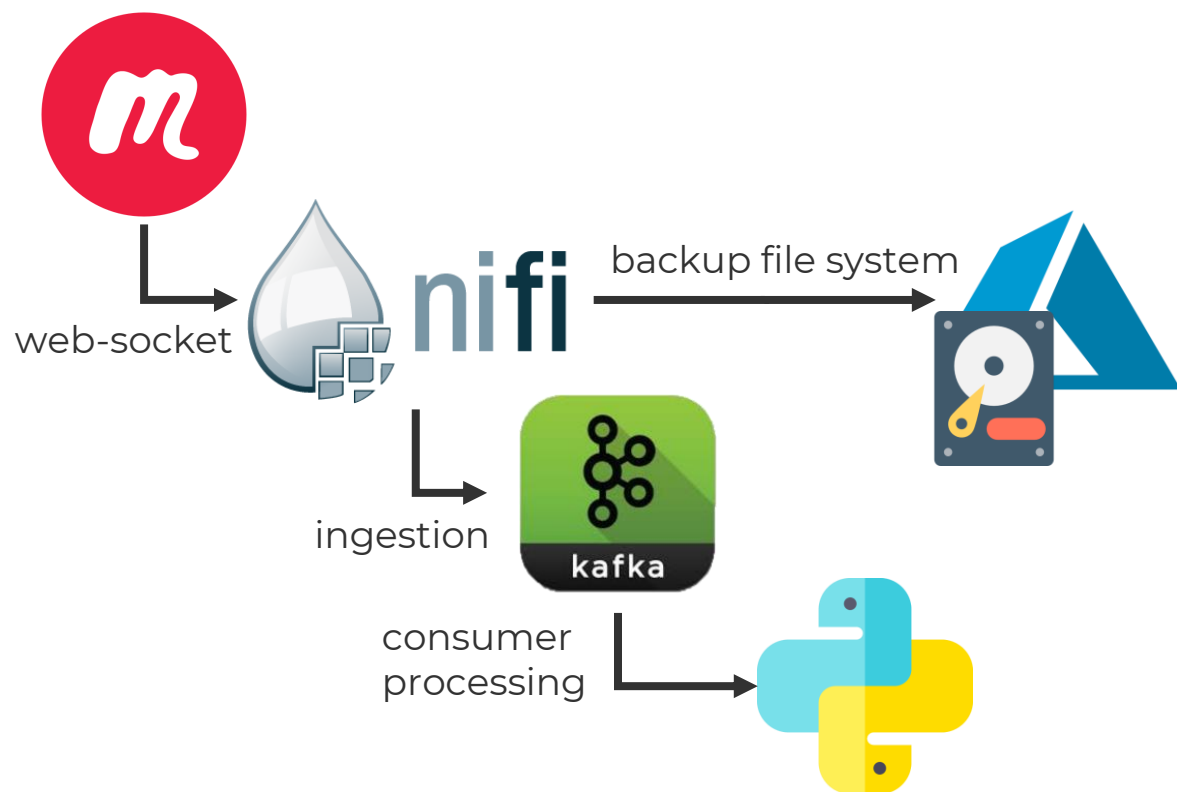 m
web-socket
nifi
backup file system
ingestion
kafka
consumer
processing